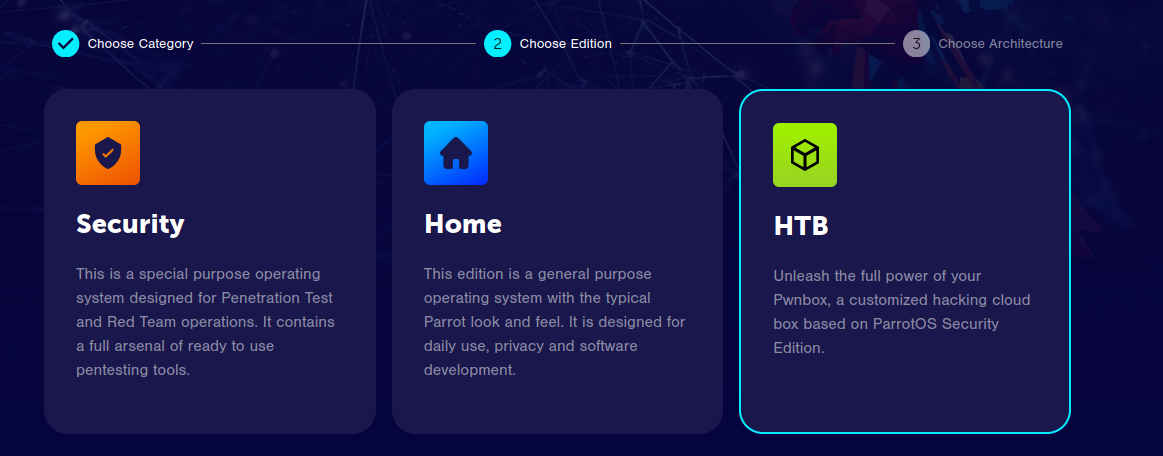 Choose Category
2 Choose Edition
3 Choose Architecture
Security
This is a special purpose operating
system designed for Penetration Test
and Red Team operations. It contains
a full arsenal of ready to use
pentesting tools.
Home
This edition is a general purpose
operating system with the typical
Parrot look and feel. It is designed for
daily use, privacy and software
development.
HTB
Unleash the full power of your
Pwnbox, a customized hacking cloud
box based on ParrotOS Security
Edition.